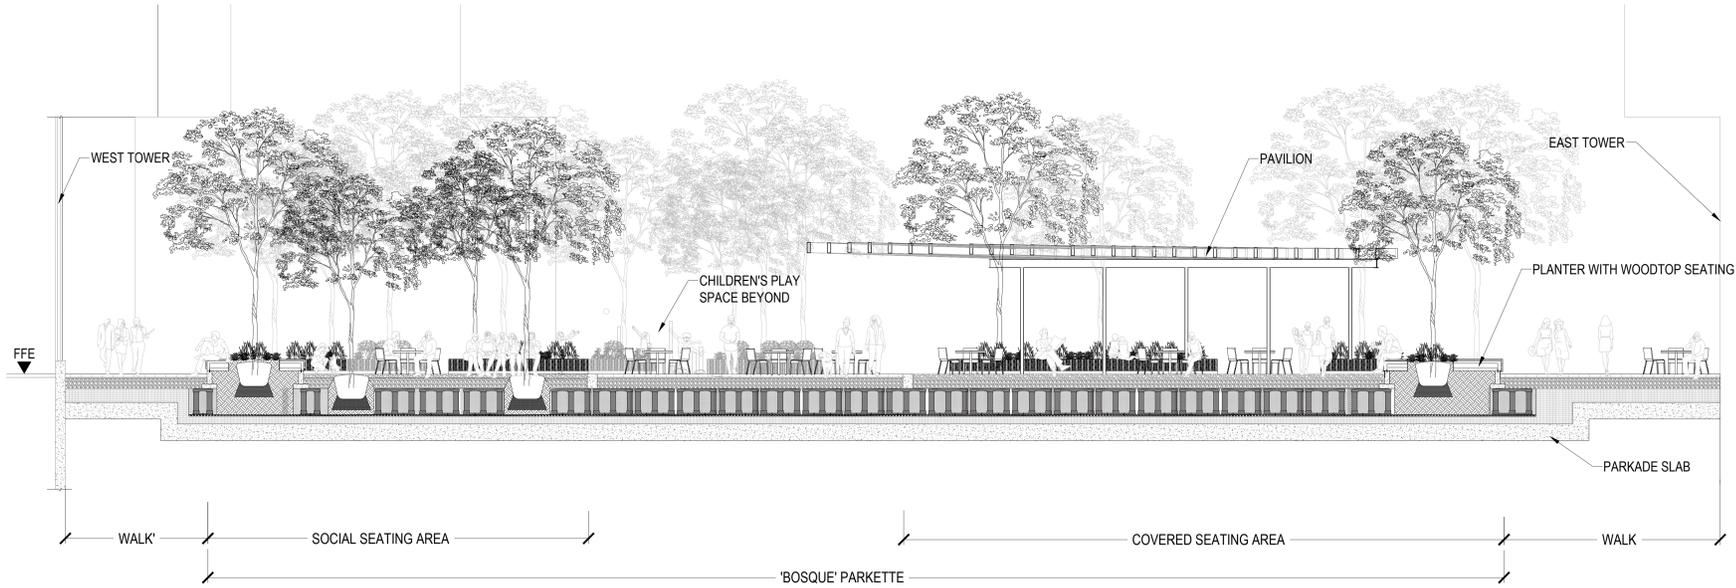 WEST TOWER
EAST TOWER
PAVILION
PLANTER WITH WOODTOP SEATING
CHILDREN'S PLAY
SPACE BEYOND
FFE
PARKADE SLAB
WALK'
SOCIAL SEATING AREA
COVERED SEATING AREA
WALK
'BOSQUE' PARKETTE